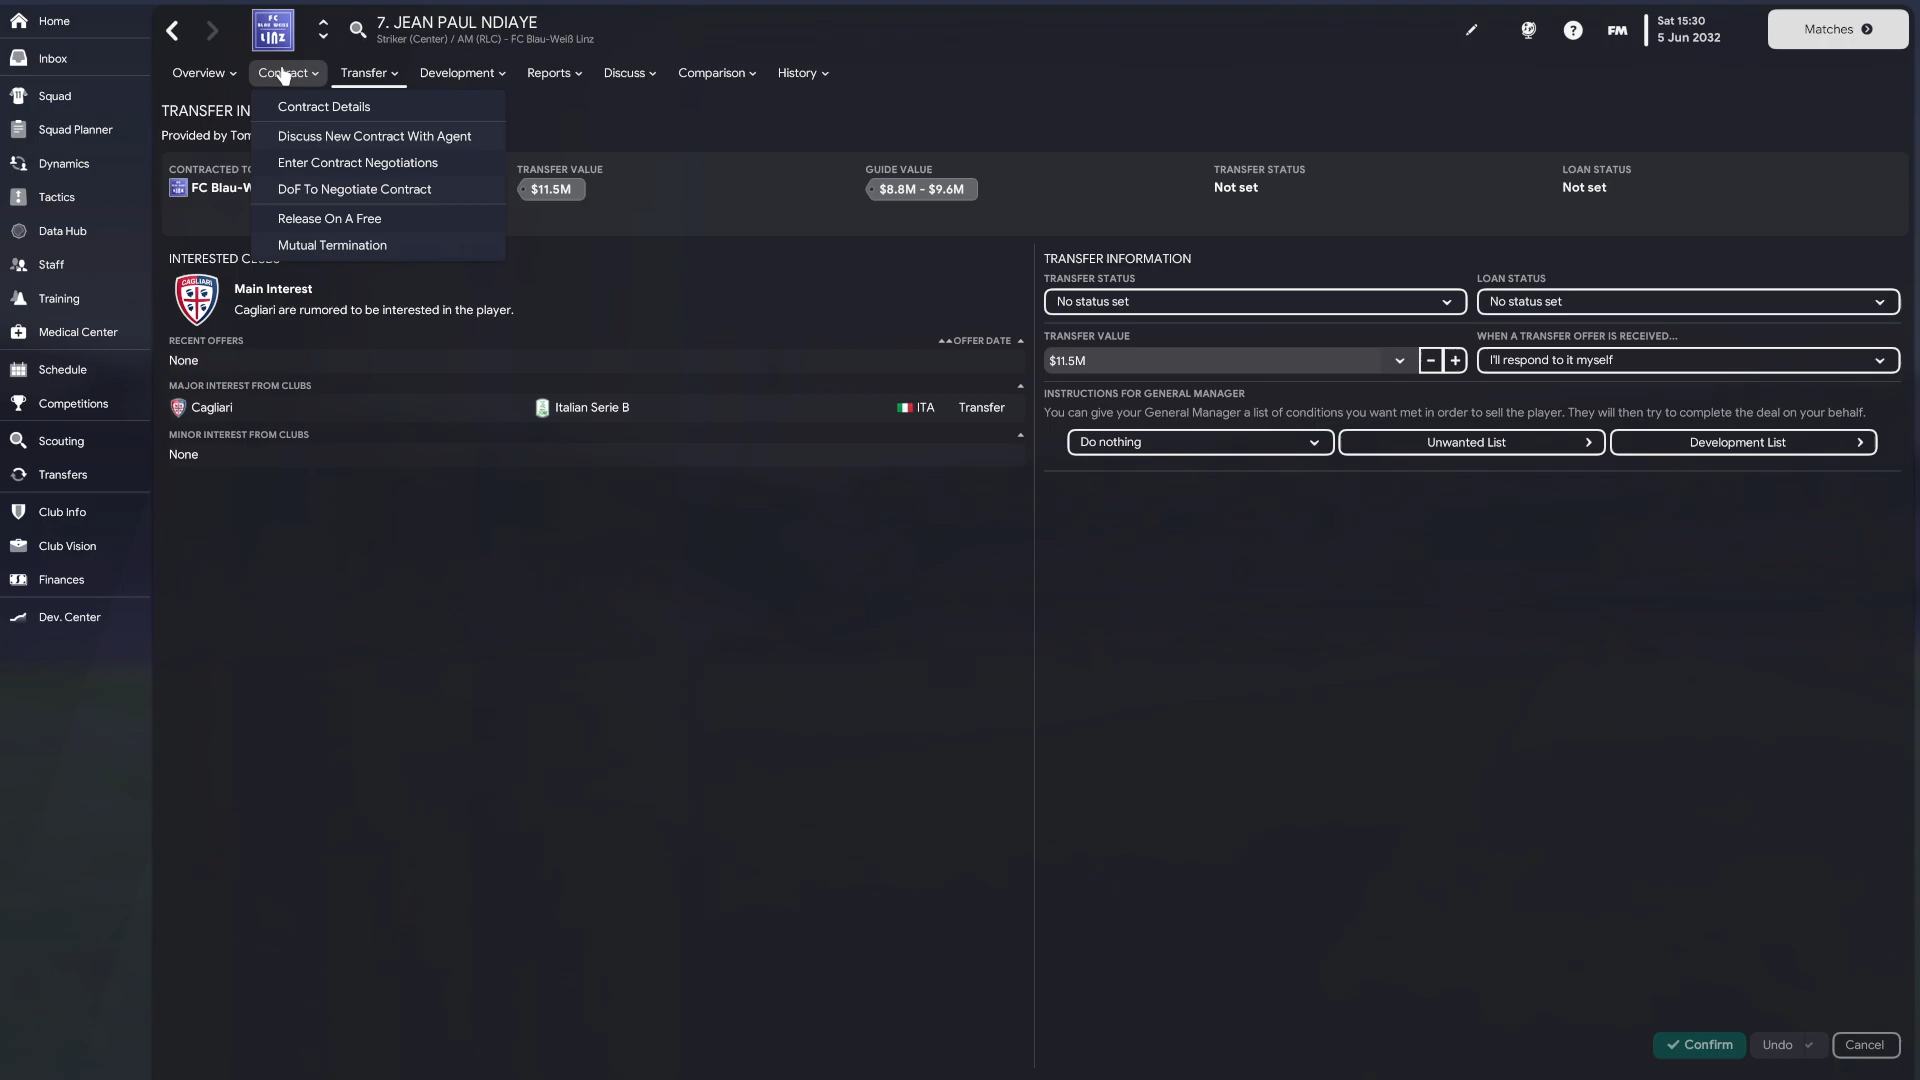 Home
Inbox
Squad
Squad Planner
Dynamics
Tactics
Data Hub
Staff
Training
Medical Center
Schedule
Competitions
Scouting
Transfers
Club Info
Club Vision
Finances
Dev. Center
FC BLAU WEISS LINZ
7. JEAN PAUL NDIAYE
Striker (Center) / AM (RLC) - FC Blau-Weiß Linz
FM
Sat 15:30
5 Jun 2032
Matches
Overview Contract Transfer Development Reports Discuss Comparison History
Contract Details
Discuss New Contract With Agent
Enter Contract Negotiations
DoF To Negotiate Contract
Release On A Free
Mutual Termination
TRANSFER IN
Provided by Tom
CONTRACTED TO
FC Blau-W
TRANSFER VALUE
$11.5M
GUIDE VALUE
$8.8M - $9.6M
TRANSFER STATUS
Not set
LOAN STATUS
Not set
INTERESTED CLUBS
CAGLIARI
Main Interest
Cagliari are rumored to be interested in the player.
RECENT OFFERS OFFER DATE
None
MAJOR INTEREST FROM CLUBS
Cagliari Italian Serie B ITA Transfer
MINOR INTEREST FROM CLUBS
None
TRANSFER INFORMATION
TRANSFER STATUS LOAN STATUS
No status set No status set
TRANSFER VALUE WHEN A TRANSFER OFFER IS RECEIVED...
$11.5M I'll respond to it myself
INSTRUCTIONS FOR GENERAL MANAGER
You can give your General Manager a list of conditions you want met in order to sell the player. They will then try to complete the deal on your behalf.
Do nothing Unwanted List Development List
Confirm Undo Cancel